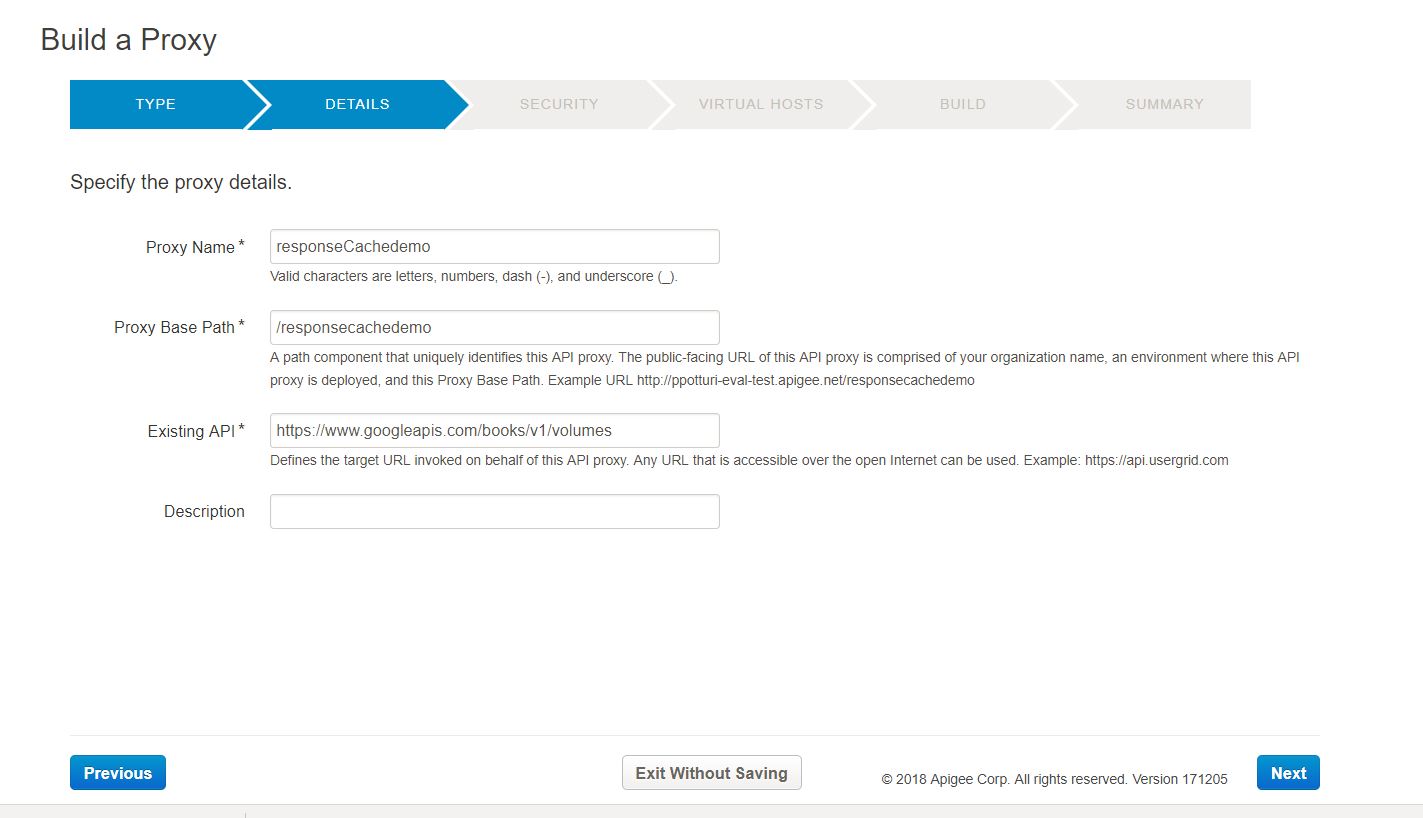 Build a Proxy
TYPE
DETAILS
SECURITY
VIRTUAL HOSTS
BUILD
SUMMARY
Specify the proxy details.
Proxy Name *
responseCachedemo
Valid characters are letters, numbers, dash (-), and underscore (_).
Proxy Base Path *
/responsecachedemo
A path component that uniquely identifies this API proxy. The public-facing URL of this API proxy is comprised of your organization name, an environment where this API
proxy is deployed, and this Proxy Base Path. Example URL http://ppotturi-eval-test.apigee.net/responsecachedemo
Existing API *
https://www.googleapis.com/books/v1/volumes
Defines the target URL invoked on behalf of this API proxy. Any URL that is accessible over the open Internet can be used. Example: https://api.usergrid.com
Description
Previous
Exit Without Saving
© 2018 Apigee Corp. All rights reserved. Version 171205
Next